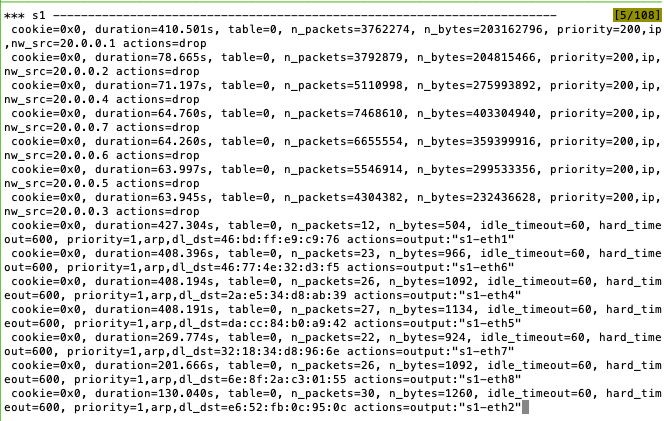 *** s1 ------------------------------------------------------------------------ [5/108]
 cookie=0x0, duration=410.501s, table=0, n_packets=3762274, n_bytes=203162796, priority=200,ip
,nw_src=20.0.0.1 actions=drop
 cookie=0x0, duration=78.665s, table=0, n_packets=3792879, n_bytes=204815466, priority=200,ip,
nw_src=20.0.0.2 actions=drop
 cookie=0x0, duration=71.197s, table=0, n_packets=5110998, n_bytes=275993892, priority=200,ip,
nw_src=20.0.0.4 actions=drop
 cookie=0x0, duration=64.760s, table=0, n_packets=7468610, n_bytes=403304940, priority=200,ip,
nw_src=20.0.0.7 actions=drop
 cookie=0x0, duration=64.260s, table=0, n_packets=6655554, n_bytes=359399916, priority=200,ip,
nw_src=20.0.0.6 actions=drop
 cookie=0x0, duration=63.997s, table=0, n_packets=5546914, n_bytes=299533356, priority=200,ip,
nw_src=20.0.0.5 actions=drop
 cookie=0x0, duration=63.945s, table=0, n_packets=4304382, n_bytes=232436628, priority=200,ip,
nw_src=20.0.0.3 actions=drop
 cookie=0x0, duration=427.304s, table=0, n_packets=12, n_bytes=504, idle_timeout=60, hard_time
out=600, priority=1,arp,dl_dst=46:bd:ff:e9:c9:76 actions=output:"s1-eth1"
 cookie=0x0, duration=408.396s, table=0, n_packets=23, n_bytes=966, idle_timeout=60, hard_time
out=600, priority=1,arp,dl_dst=46:77:4e:32:d3:f5 actions=output:"s1-eth6"
 cookie=0x0, duration=408.194s, table=0, n_packets=26, n_bytes=1092, idle_timeout=60, hard_tim
eout=600, priority=1,arp,dl_dst=2a:e5:34:d8:ab:39 actions=output:"s1-eth4"
 cookie=0x0, duration=408.191s, table=0, n_packets=27, n_bytes=1134, idle_timeout=60, hard_tim
eout=600, priority=1,arp,dl_dst=da:cc:84:b0:a9:42 actions=output:"s1-eth5"
 cookie=0x0, duration=269.774s, table=0, n_packets=22, n_bytes=924, idle_timeout=60, hard_time
out=600, priority=1,arp,dl_dst=32:18:34:d8:96:6e actions=output:"s1-eth7"
 cookie=0x0, duration=201.666s, table=0, n_packets=26, n_bytes=1092, idle_timeout=60, hard_tim
eout=600, priority=1,arp,dl_dst=6e:8f:2a:c3:01:55 actions=output:"s1-eth8"
 cookie=0x0, duration=130.040s, table=0, n_packets=30, n_bytes=1260, idle_timeout=60, hard_tim
eout=600, priority=1,arp,dl_dst=e6:52:fb:0c:95:0c actions=output:"s1-eth2"